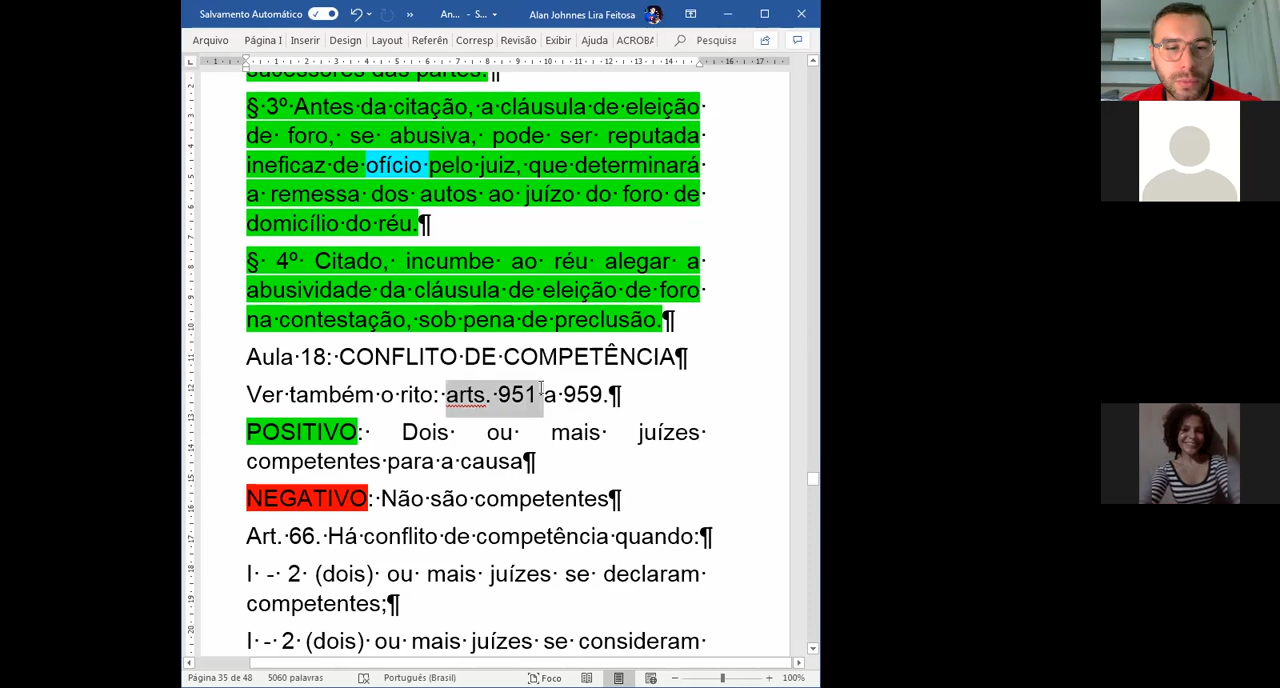 Salvamento Automático
An... - S...
Alan Johnnes Lira Feitosa
Arquivo Página I Inserir Design Layout Referên Corresp Revisão Exibir Ajuda ACROBA Pesquisa
sucessores das partes.¶
§ 3º Antes da citação, a cláusula de eleição
de foro, se abusiva, pode ser reputada
ineficaz de ofício pelo juiz, que determinará
a remessa dos autos ao juízo do foro de
domicílio do réu.¶
§ 4º Citado, incumbe ao réu alegar a
abusividade da cláusula de eleição de foro
na contestação, sob pena de preclusão.¶
Aula 18: CONFLITO DE COMPETÊNCIA¶
Ver também o rito: arts. 951 a 959.¶
POSITIVO: Dois ou mais juízes
competentes para a causa¶
NEGATIVO: Não são competentes¶
Art. 66. Há conflito de competência quando:¶
I - 2 (dois) ou mais juízes se declaram
competentes;¶
I - 2 (dois) ou mais juízes se consideram
Página 35 de 48 5060 palavras Português (Brasil) Foco 100%